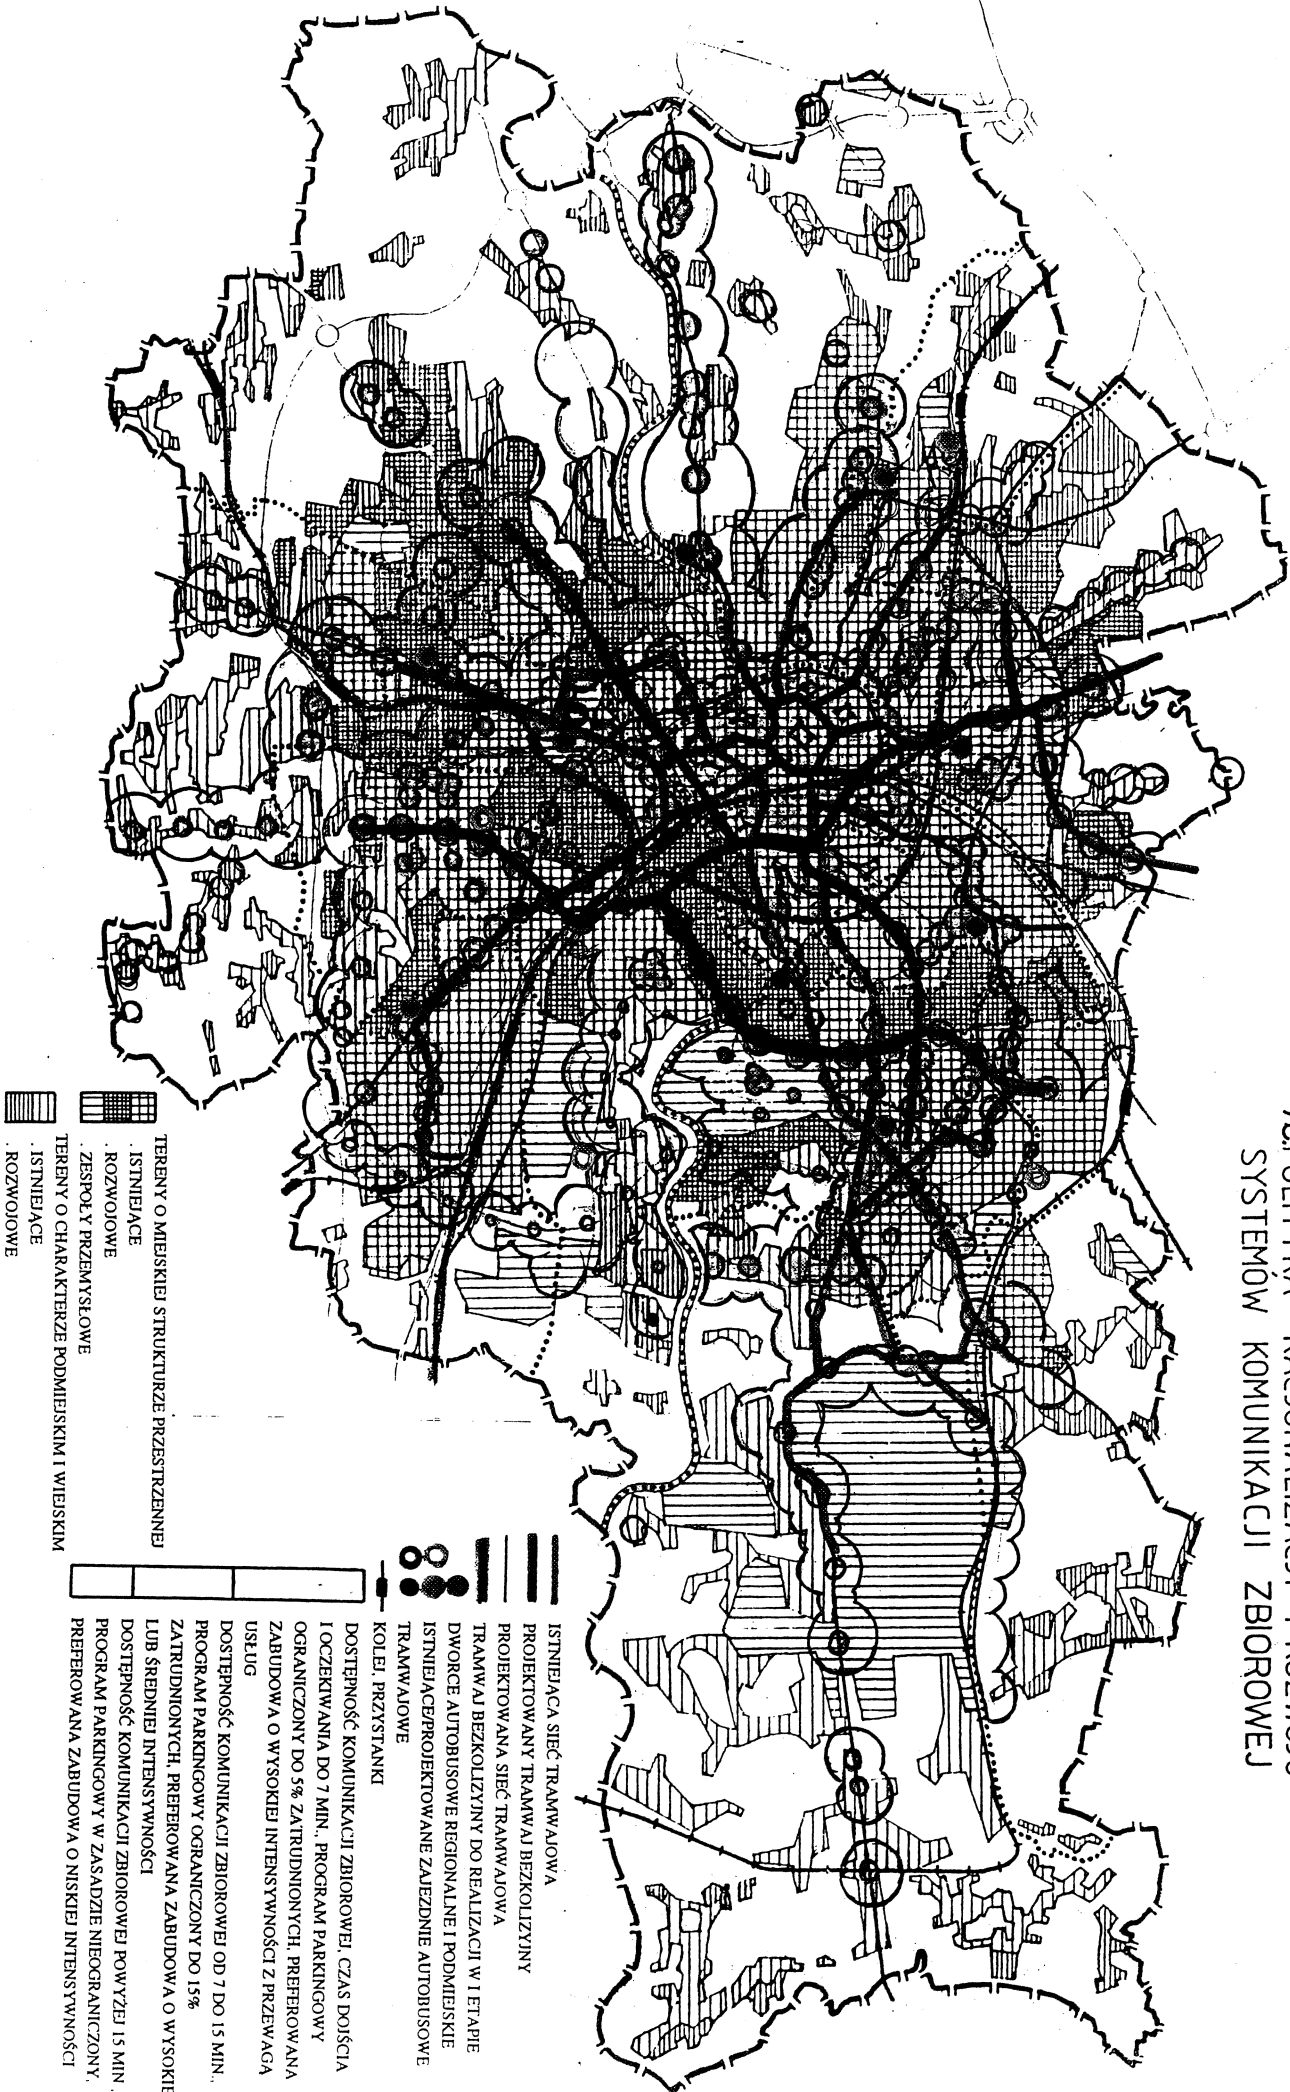 RACJONALIZACJI I ROZWOJU
SYSTEMÓW KOMUNIKACJI ZBIOROWEJ
TERENY O MIEJSKIEJ STRUKTURZE PRZESTRZENNEJ
. ISTNIEJĄCE
. ROZWOJOWE
. ZESPOŁY PRZEMYSŁOWE
TERENY O CHARAKTERZE PODMIEJSKIM I WIEJSKIM
. ISTNIEJĄCE
. ROZWOJOWE
ISTNIEJĄCA SIEĆ TRAMWAJOWA
PROJEKTOWANY TRAMWAJ BEZKOLIZYJNY
PROJEKTOWANA SIEĆ TRAMWAJOWA
TRAMWAJ BEZKOLIZYJNY DO REALIZACJI W I ETAPIE
DWORCE AUTOBUSOWE REGIONALNE I PODMIEJSKIE
ISTNIEJĄCE/PROJEKTOWANE ZAJEZDNIE AUTOBUSOWE
TRAMWAJOWE
KOLEJ, PRZYSTANKI
DOSTĘPNOŚĆ KOMUNIKACJI ZBIOROWEJ, CZAS DOJŚCIA
I OCZEKIWANIA DO 7 MIN., PROGRAM PARKINGOWY
OGRANICZONY DO 5% ZATRUDNIONYCH, PREFEROWANA
ZABUDOWA O WYSOKIEJ INTENSYWNOŚCI Z PRZEWAGĄ
USŁUG
DOSTĘPNOŚĆ KOMUNIKACJI ZBIOROWEJ OD 7 DO 15 MIN.,
PROGRAM PARKINGOWY OGRANICZONY DO 15%
ZATRUDNIONYCH, PREFEROWANA ZABUDOWA O WYSOKIE
LUB ŚREDNIEJ INTENSYWNOŚCI
DOSTĘPNOŚĆ KOMUNIKACJI ZBIOROWEJ POWYŻEJ 15 MIN.,
PROGRAM PARKINGOWY W ZASADZIE NIEOGRANICZONY,
PREFEROWANA ZABUDOWA O NISKIEJ INTENSYWNOŚCI